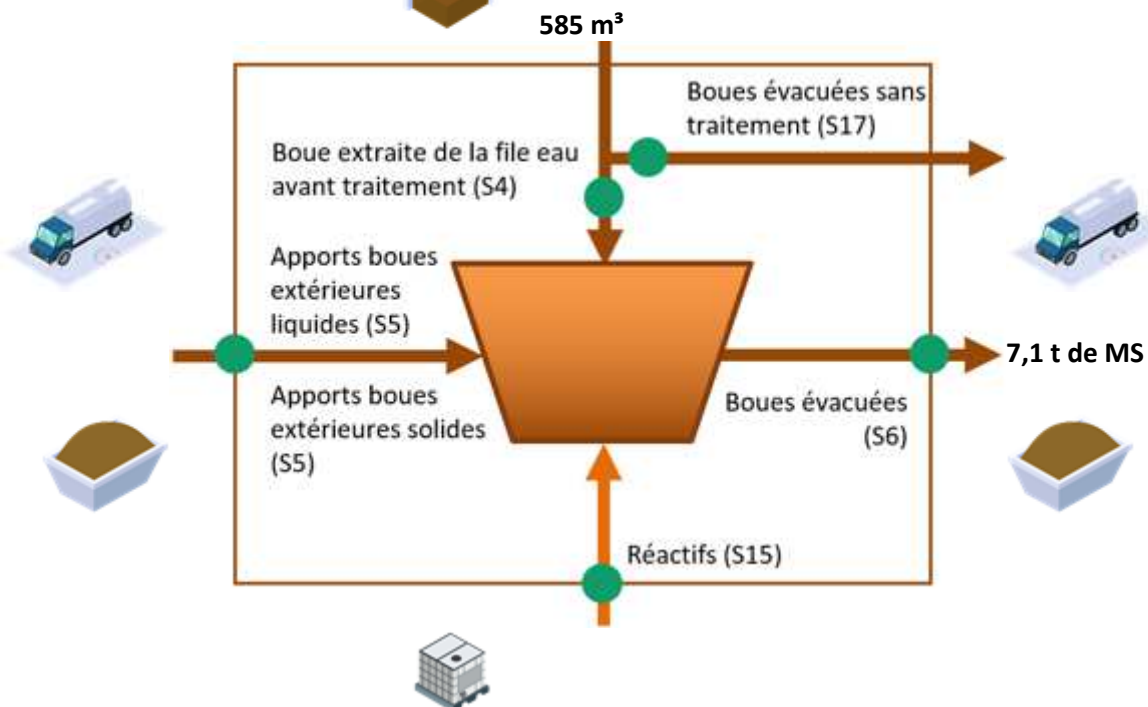 585 m³
Boues évacuées sans
traitement (S17)
Boue extraite de la file eau
avant traitement (S4)
Apports boues
extérieures
liquides (S5)
7,1 t de MS
Apports boues
extérieures solides
(S5)
Boues évacuées
(S6)
Réactifs (S15)